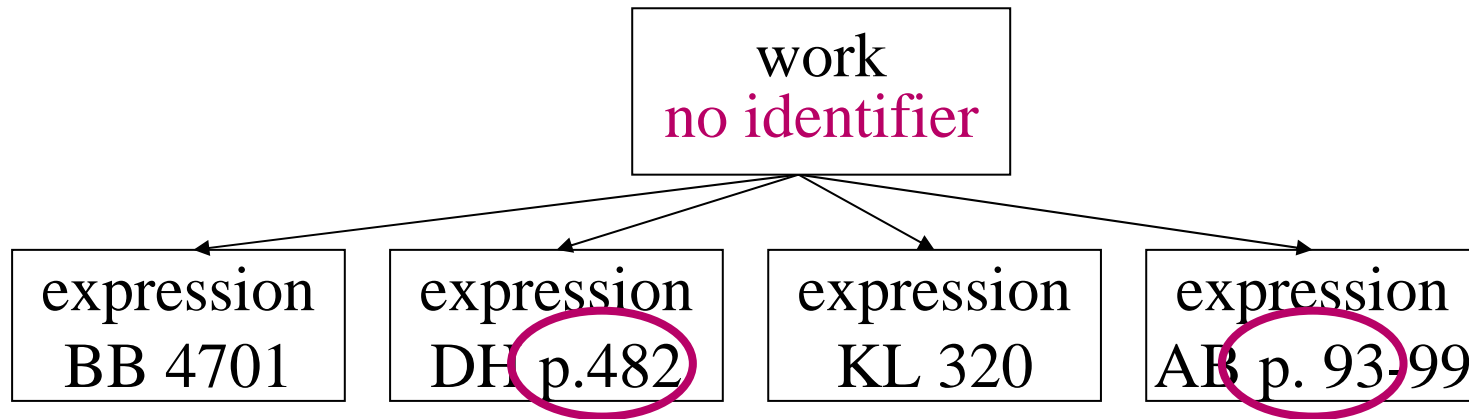 work
no identifier
expression
BB 4701
expression
DH p.482
expression
KL 320
expression
AB p. 93-99